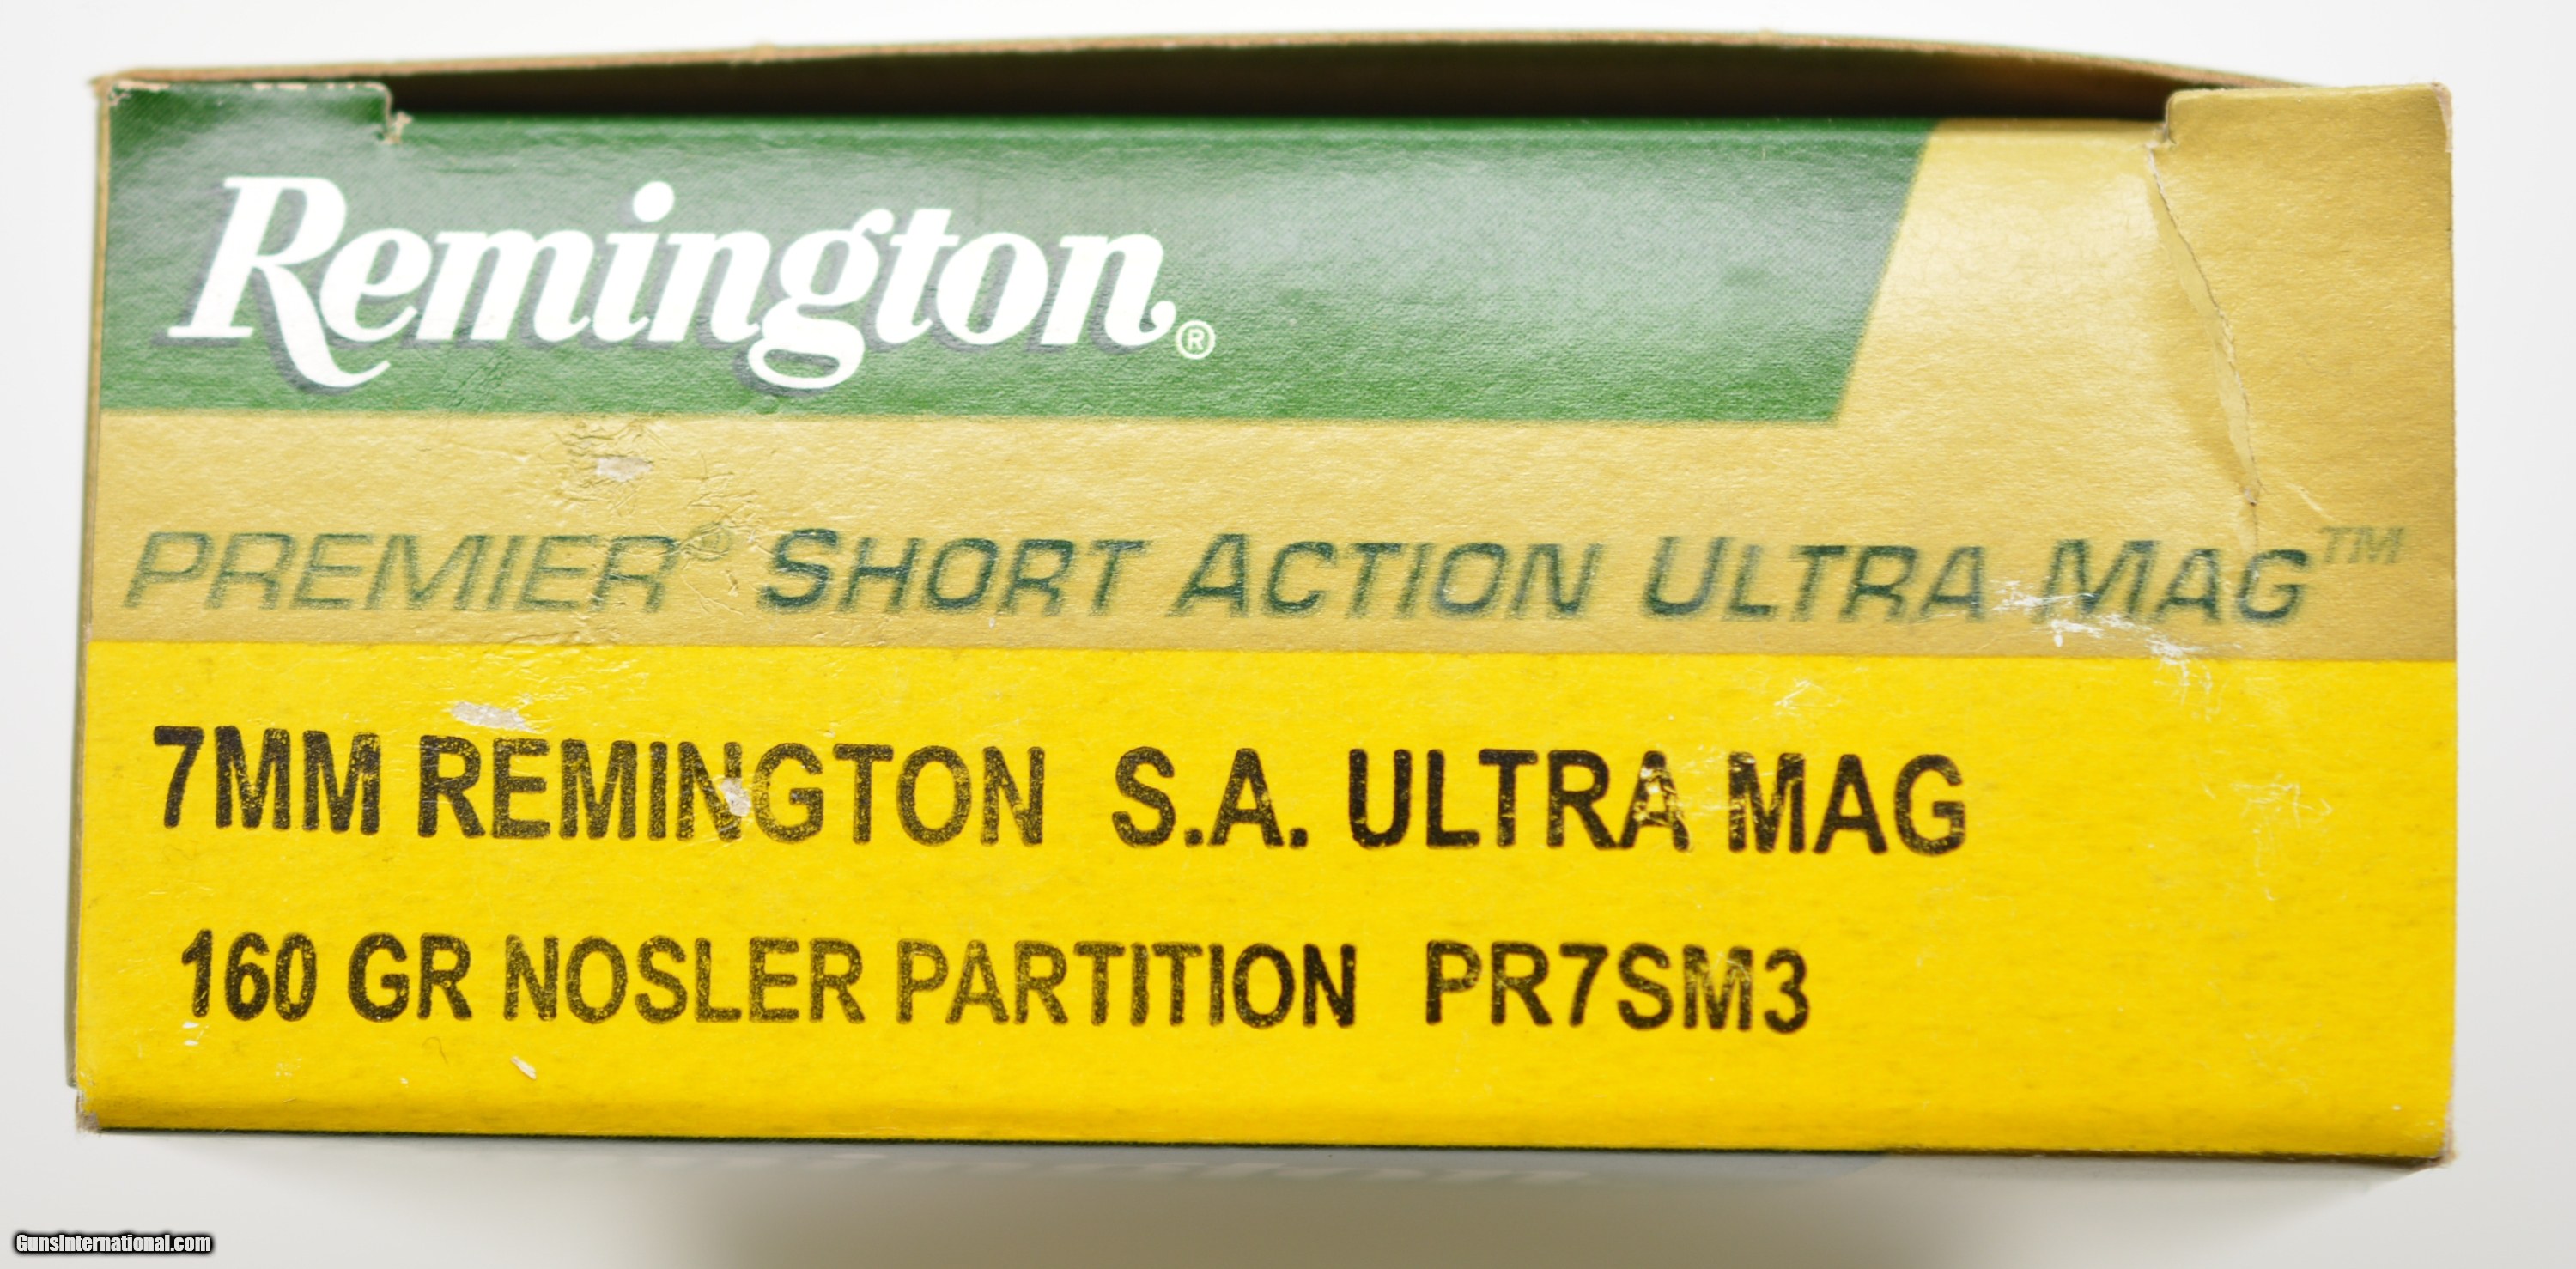 Remington®
PREMIER® SHORT ACTION ULTRA MAG™
7MM REMINGTON S.A. ULTRA MAG
160 GR NOSLER PARTITION PR7SM3
GunsInternational.com